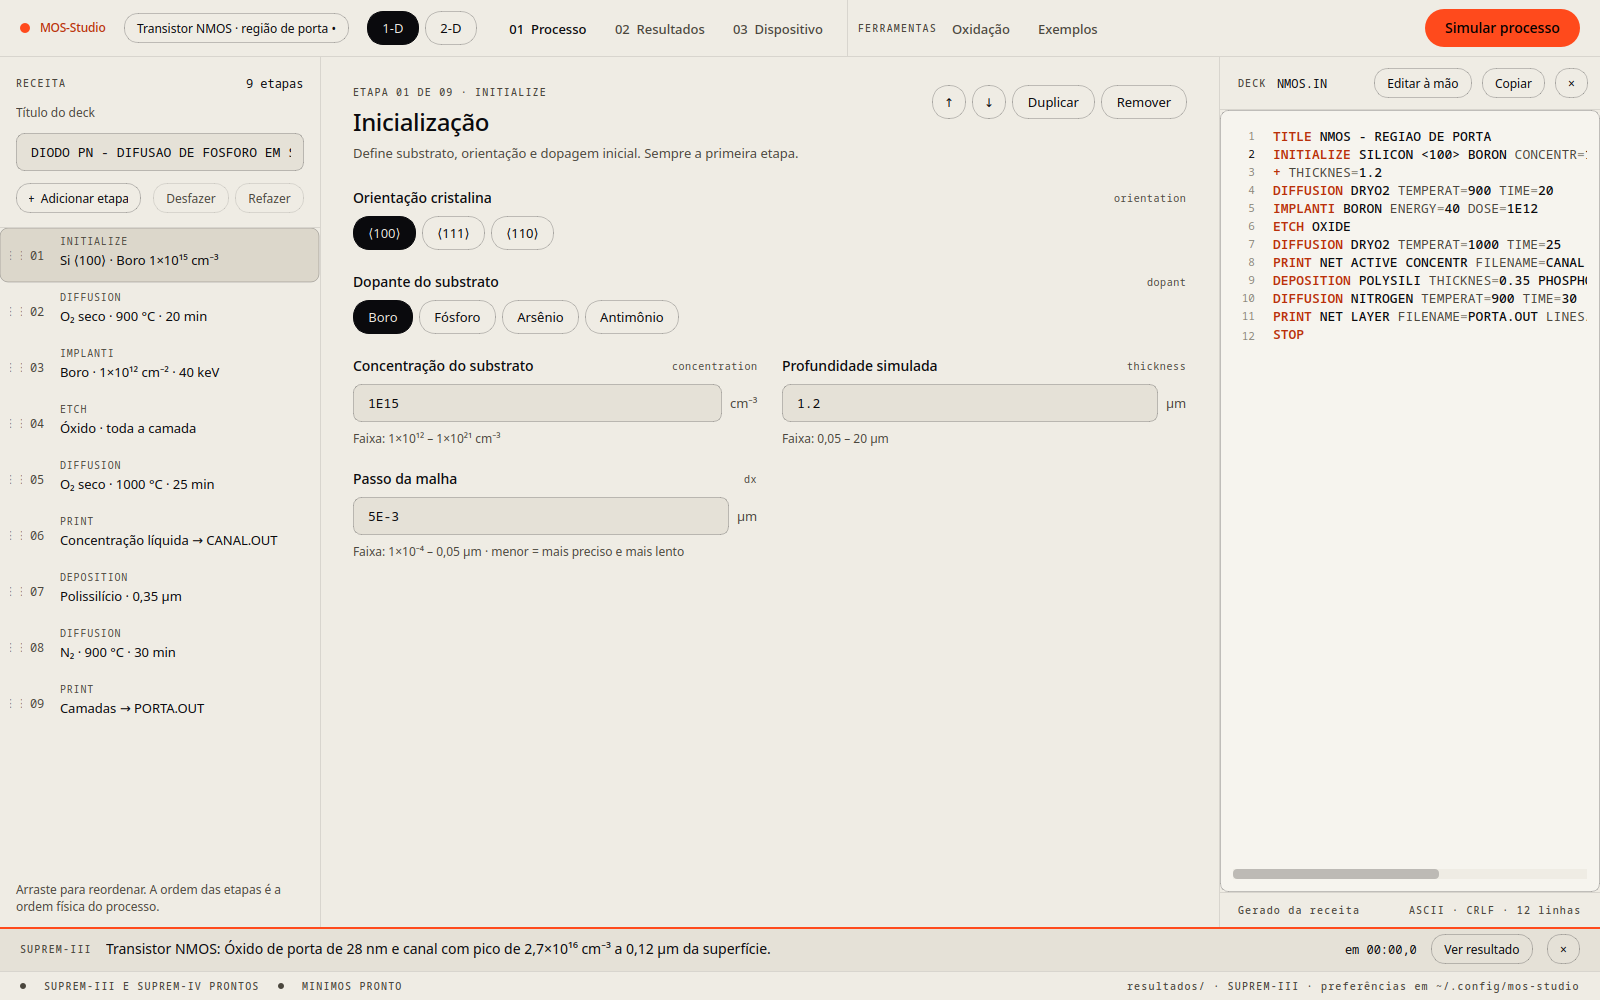 MOS-Studio
Transistor NMOS · região de porta •
1-D
2-D
01 Processo
02 Resultados
03 Dispositivo
FERRAMENTAS
Oxidação
Exemplos
Simular processo
RECEITA
9 etapas
Título do deck
DIODO PN - DIFUSAO DE FOSFORO EM
+ Adicionar etapa
Desfazer
Refazer
01
INITIALIZE
Si ⟨100⟩ · Boro 1×10¹⁵ cm⁻³
02
DIFFUSION
O₂ seco · 900 °C · 20 min
03
IMPLANTI
Boro · 1×10¹² cm⁻² · 40 keV
04
ETCH
Óxido · toda a camada
05
DIFFUSION
O₂ seco · 1000 °C · 25 min
06
PRINT
Concentração líquida → CANAL.OUT
07
DEPOSITION
Polissilício · 0,35 µm
08
DIFFUSION
N₂ · 900 °C · 30 min
09
PRINT
Camadas → PORTA.OUT
Arraste para reordenar. A ordem das etapas é a
ordem física do processo.
ETAPA 01 DE 09 · INITIALIZE
Inicialização
Define substrato, orientação e dopagem inicial. Sempre a primeira etapa.
↑
↓
Duplicar
Remover
Orientação cristalina
orientation
⟨100⟩
⟨111⟩
⟨110⟩
Dopante do substrato
dopant
Boro
Fósforo
Arsênio
Antimônio
Concentração do substrato
concentration
1E15
cm⁻³
Faixa: 1×10¹² – 1×10²¹ cm⁻³
Profundidade simulada
thickness
1.2
µm
Faixa: 0,05 – 20 µm
Passo da malha
dx
5E-3
µm
Faixa: 1×10⁻⁴ – 0,05 µm · menor = mais preciso e mais lento
DECK
NMOS.IN
Editar à mão
Copiar
×
1 TITLE NMOS - REGIAO DE PORTA
2 INITIALIZE SILICON <100> BORON CONCENTR=
3 + THICKNES=1.2
4 DIFFUSION DRYO2 TEMPERAT=900 TIME=20
5 IMPLANTI BORON ENERGY=40 DOSE=1E12
6 ETCH OXIDE
7 DIFFUSION DRYO2 TEMPERAT=1000 TIME=25
8 PRINT NET ACTIVE CONCENTR FILENAME=CANAL
9 DEPOSITION POLYSILI THICKNES=0.35 PHOSPH
10 DIFFUSION NITROGEN TEMPERAT=900 TIME=30
11 PRINT NET LAYER FILENAME=PORTA.OUT LINES
12 STOP
Gerado da receita
ASCII · CRLF · 12 linhas
SUPREM-III
Transistor NMOS: Óxido de porta de 28 nm e canal com pico de 2,7×10¹⁶ cm⁻³ a 0,12 µm da superfície.
em 00:00,0
Ver resultado
×
SUPREM-III E SUPREM-IV PRONTOS
MINIMOS PRONTO
resultados/ · SUPREM-III · preferências em ~/.config/mos-studio